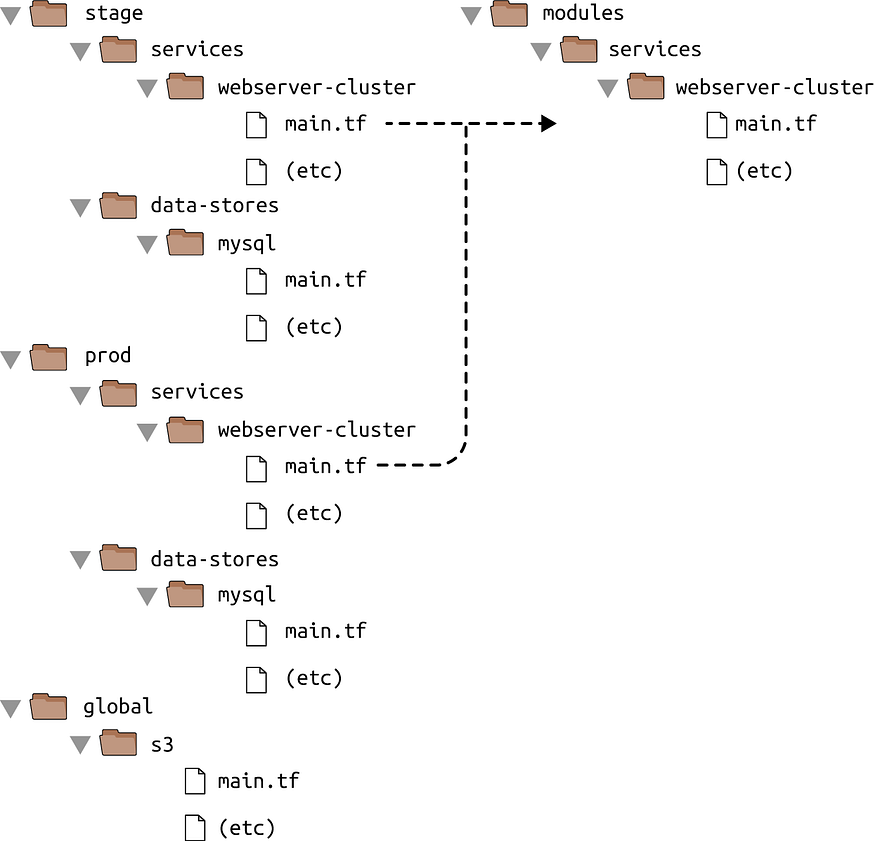 stage
services
webserver-cluster
main.tf
(etc)
data-stores
mysql
main.tf
(etc)
prod
services
webserver-cluster
main.tf
(etc)
data-stores
mysql
main.tf
(etc)
global
s3
main.tf
(etc)
modules
services
webserver-cluster
main.tf
(etc)